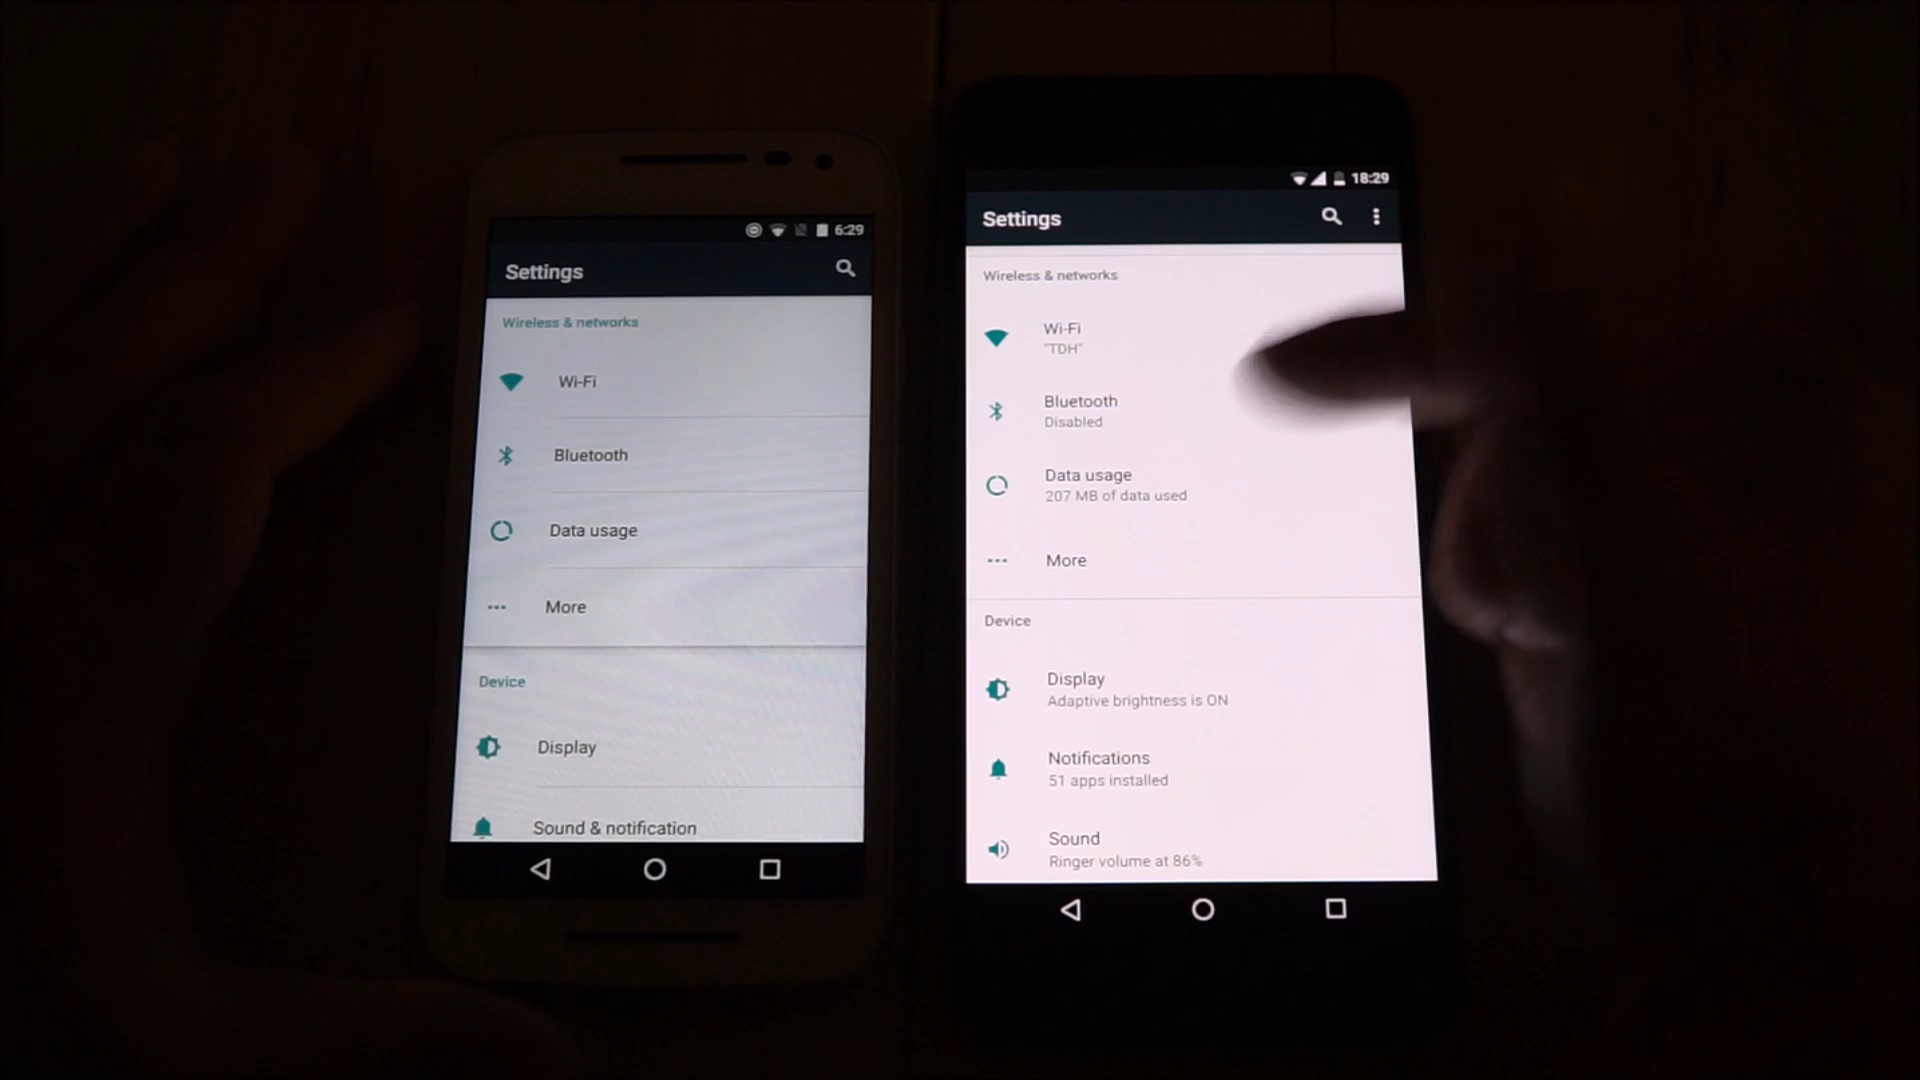 6:29
Settings
Wireless & networks
Wi-Fi
Bluetooth
Data usage
More
Device
Display
Sound & notification
18:29
Settings
Wireless & networks
Wi-Fi
"TDH"
Bluetooth
Disabled
Data usage
207 MB of data used
More
Device
Display
Adaptive brightness is ON
Notifications
51 apps installed
Sound
Ringer volume at 86%